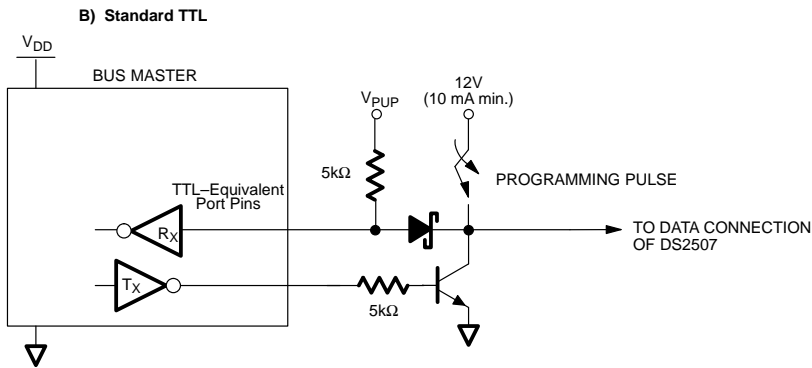 B) Standard TTL
VDD
BUS MASTER
12V
(10 mA min.)
VPUP
5kΩ
PROGRAMMING PULSE
TTL–Equivalent
Port Pins
RX
TO DATA CONNECTION
OF DS2507
TX
5kΩ